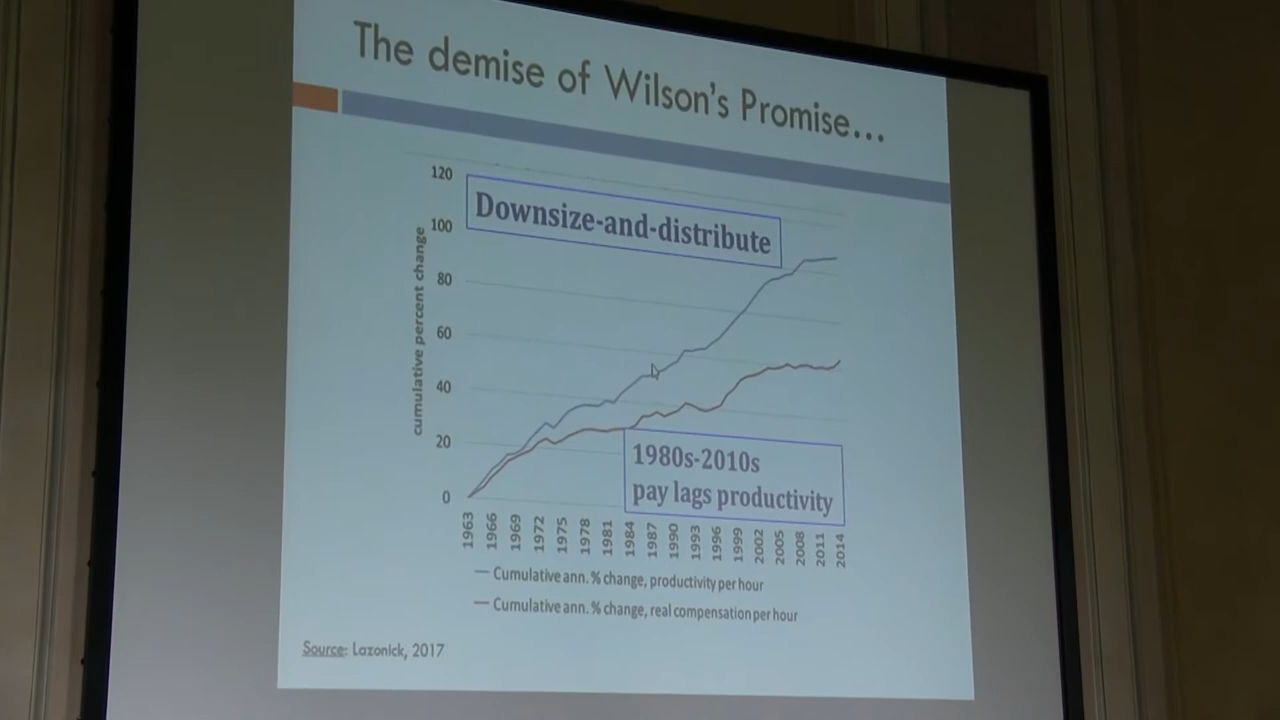 The demise of Wilson's Promise...
Downsize-and-distribute
cumulative percent change
120
100
80
60
40
20
0
1980s-2010s
pay lags productivity
1963 1966 1969 1972 1975 1978 1981 1984 1987 1990 1993 1996 1999 2002 2005 2008 2011 2014
Cumulative ann. % change, productivity per hour
Cumulative ann. % change, real compensation per hour
Source: Lazonick, 2017